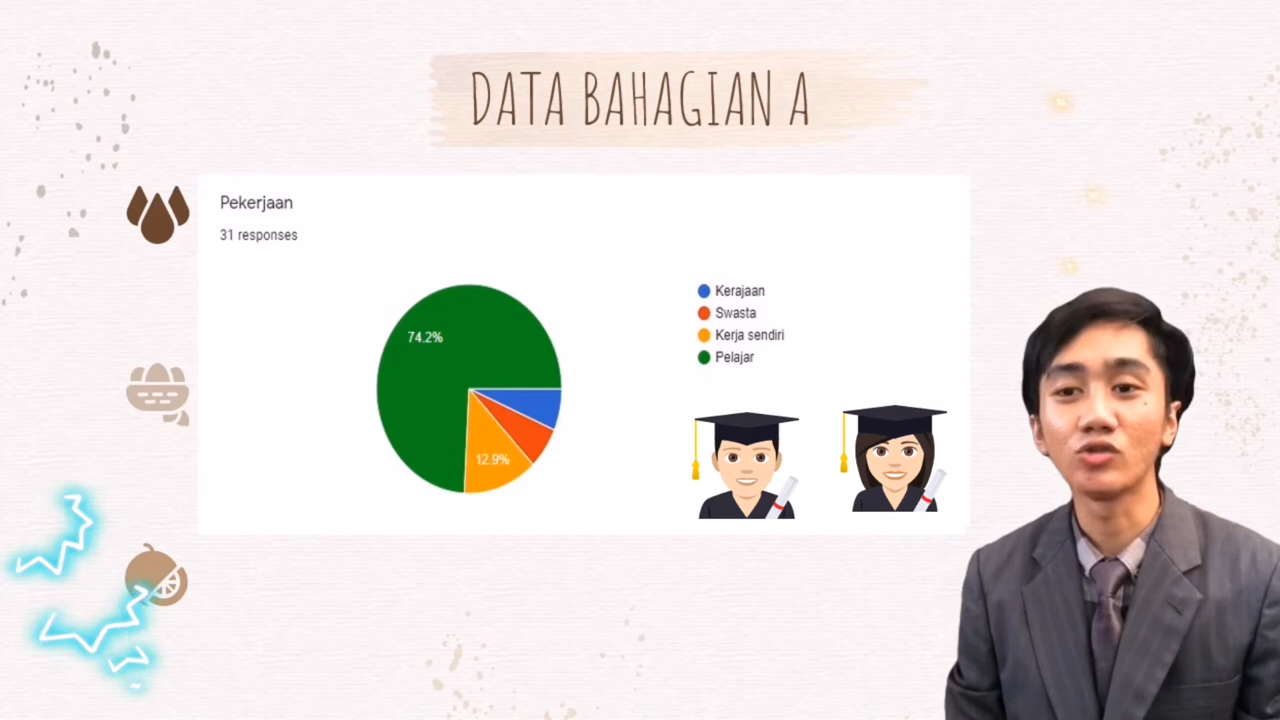 DATA BAHAGIAN A
Pekerjaan
31 responses
Kerajaan
Swasta
Kerja sendiri
Pelajar
74.2%
12.9%